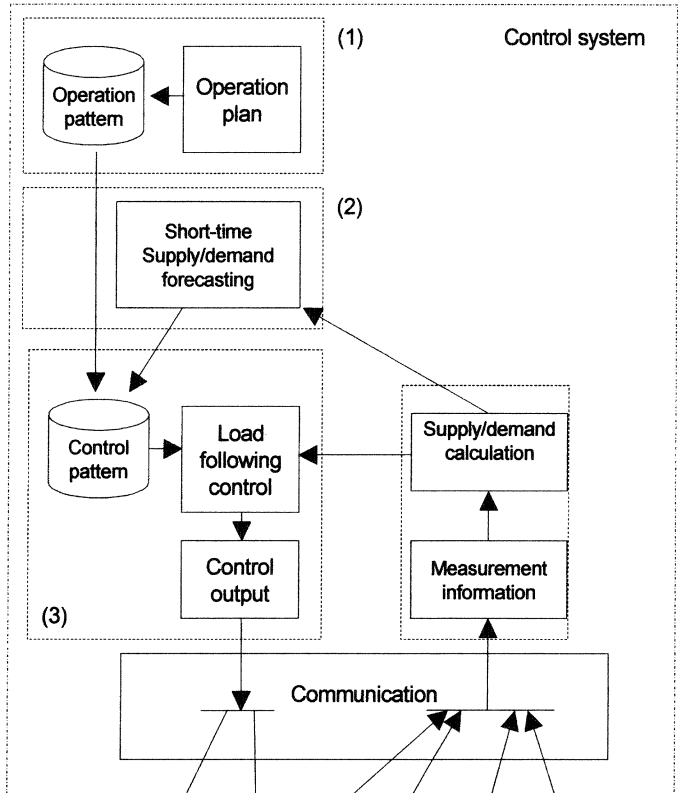 (1)
Control system
Operation
pattern
Operation
plan
(2)
Short-time
Supply/demand
forecasting
Control
pattern
Load
following
control
Supply/demand
calculation
Control
output
Measurement
information
(3)
Communication